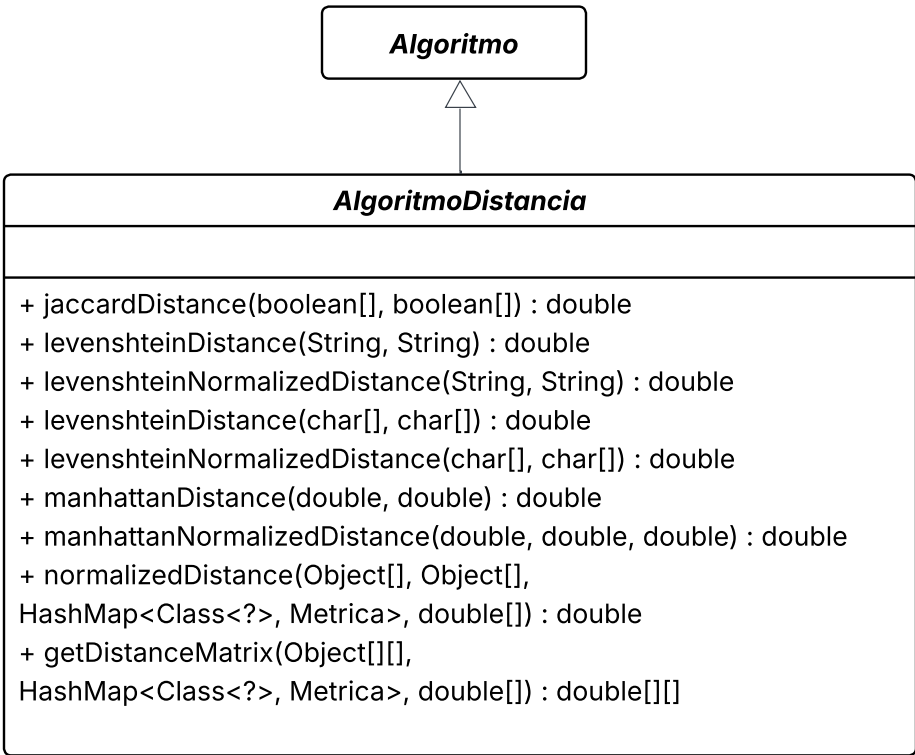 Algoritmo
AlgoritmoDistancia
+ jaccardDistance(boolean[], boolean[]) : double
+ levenshteinDistance(String, String) : double
+ levenshteinNormalizedDistance(String, String) : double
+ levenshteinDistance(char[], char[]) : double
+ levenshteinNormalizedDistance(char[], char[]) : double
+ manhattanDistance(double, double) : double
+ manhattanNormalizedDistance(double, double, double) : double
+ normalizedDistance(Object[], Object[],
HashMap<Class<?>, Metrica>, double[]) : double
+ getDistanceMatrix(Object[][],
HashMap<Class<?>, Metrica>, double[]) : double[][]